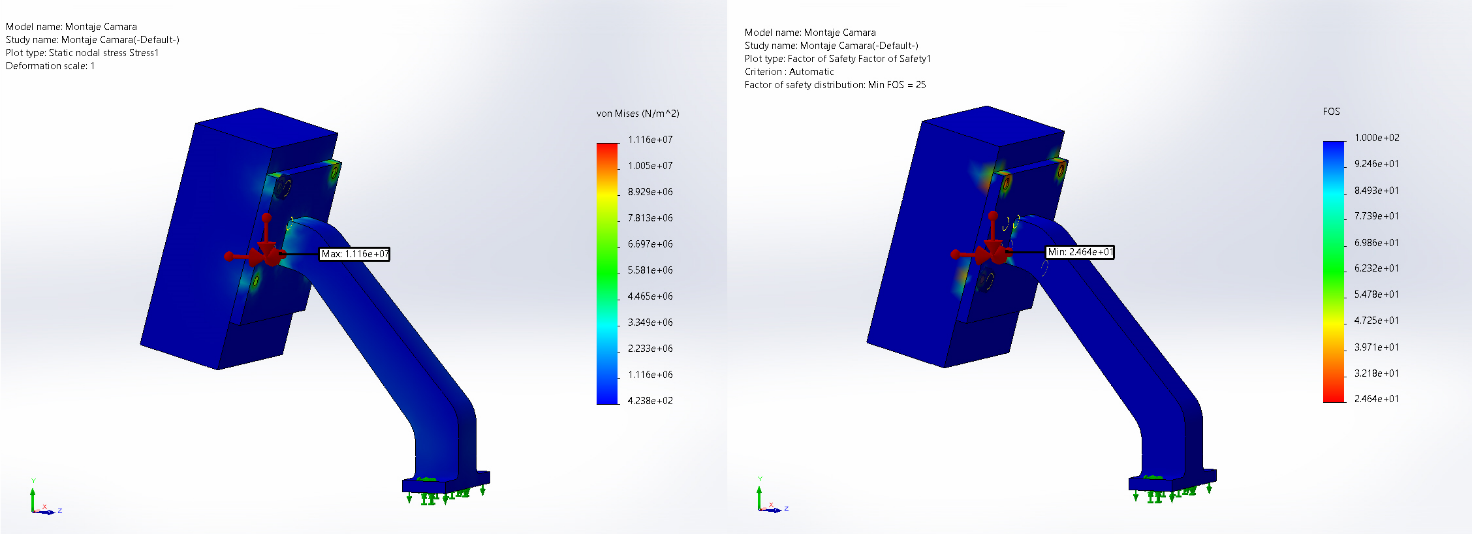 Model name: Montaje Camara
Study name: Montaje Camara(-Default-)
Plot type: Static nodal stress Stress1
Deformation scale: 1
von Mises (N/m^2)
1.116e+07
1.005e+07
8.929e+06
7.813e+06
6.697e+06
5.581e+06
4.465e+06
3.349e+06
2.233e+06
1.116e+06
4.238e+02
Max: 1.116e+07
Y
X
Z
Model name: Montaje Camara
Study name: Montaje Camara(-Default-)
Plot type: Factor of Safety Factor of Safety1
Criterion : Automatic
Factor of safety distribution: Min FOS = 25
FOS
1.000e+02
9.246e+01
8.493e+01
7.739e+01
6.986e+01
6.232e+01
5.478e+01
4.725e+01
3.971e+01
3.218e+01
2.464e+01
Min: 2.464e+01
Y
X
Z